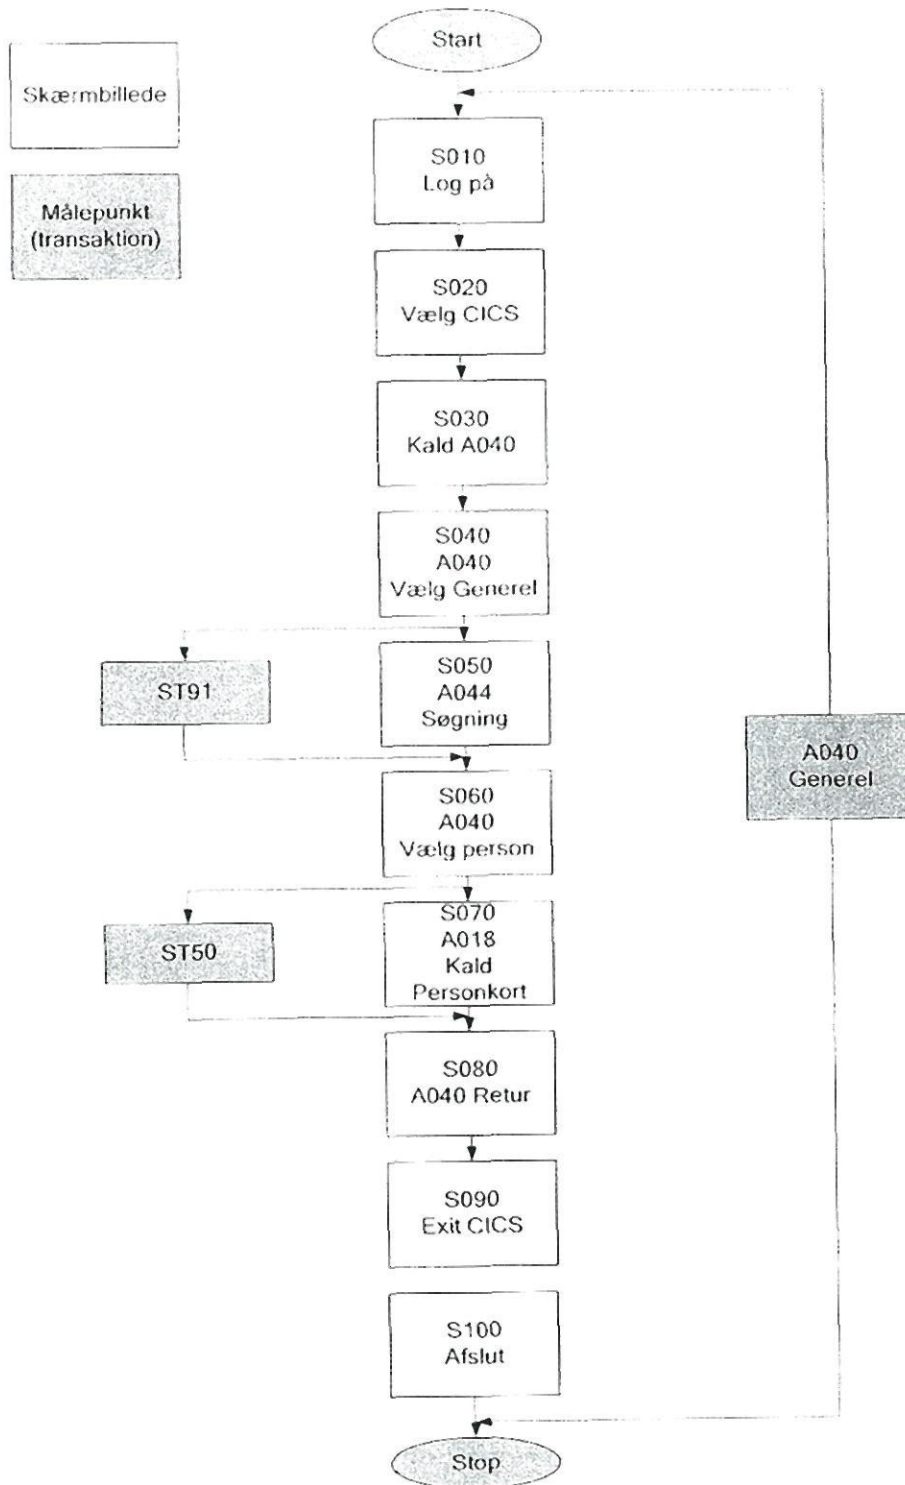 Start
Skærmbillede
Målepunkt
(transaktion)
S010
Log på
S020
Vælg CICS
S030
Kald A040
S040
A040
Vælg Generel
ST91
S050
A044
Søgning
A040
Generel
S060
A040
Vælg person
ST50
S070
A018
Kald
Personkort
S080
A040 Retur
S090
Exit CICS
S100
Afslut
Stop